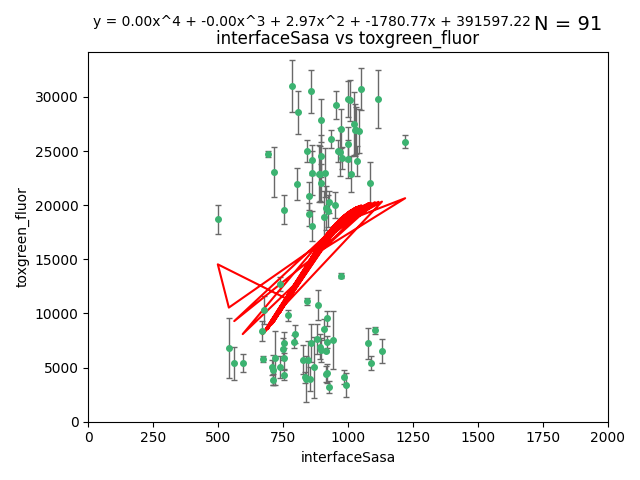 y = 0.00x^4 + -0.00x^3 + 2.97x^2 + -1780.77x + 391597.22 N = 91
interfaceSasa vs toxgreen_fluor
30000
25000
20000
15000
10000
5000
0
toxgreen_fluor
0 250 500 750 1000 1250 1500 1750 2000
interfaceSasa